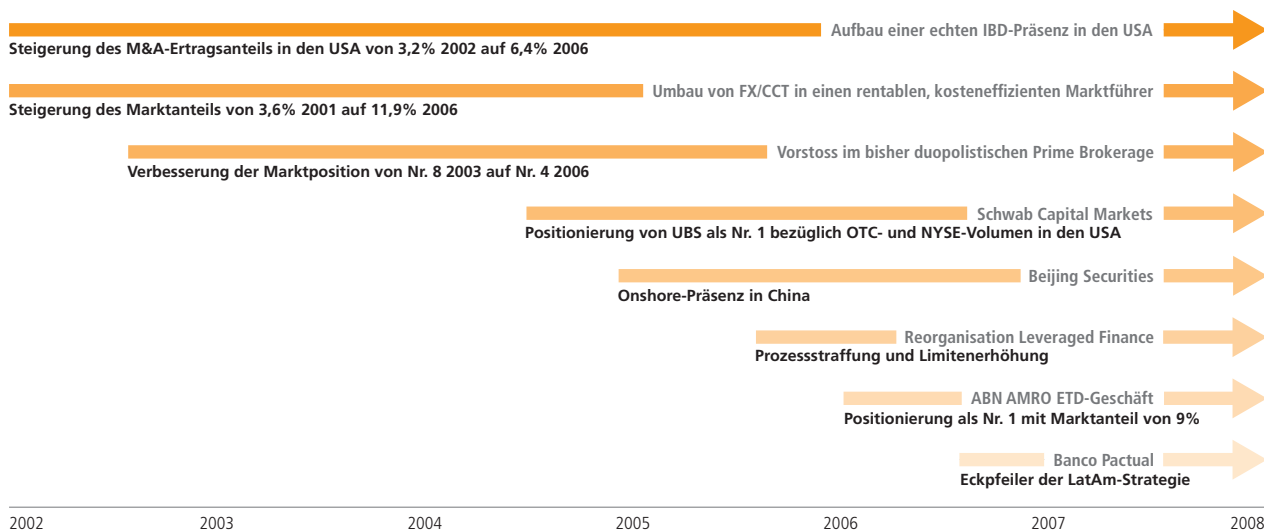 Aufbau einer echten IBD-Präsenz in den USA
Steigerung des M&A-Ertragsanteils in den USA von 3,2% 2002 auf 6,4% 2006
Umbau von FX/CCT in einen rentablen, kosteneffizienten Marktführer
Steigerung des Marktanteils von 3,6% 2001 auf 11,9% 2006
Vorstoss im bisher duopolistischen Prime Brokerage
Verbesserung der Marktposition von Nr. 8 2003 auf Nr. 4 2006
Schwab Capital Markets
Positionierung von UBS als Nr. 1 bezüglich OTC- und NYSE-Volumen in den USA
Beijing Securities
Onshore-Präsenz in China
Reorganisation Leveraged Finance
Prozessstraffung und Limitenerhöhung
ABN AMRO ETD-Geschäft
Positionierung als Nr. 1 mit Marktanteil von 9%
Banco Pactual
Eckpfeiler der LatAm-Strategie
2002 2003 2004 2005 2006 2007 2008